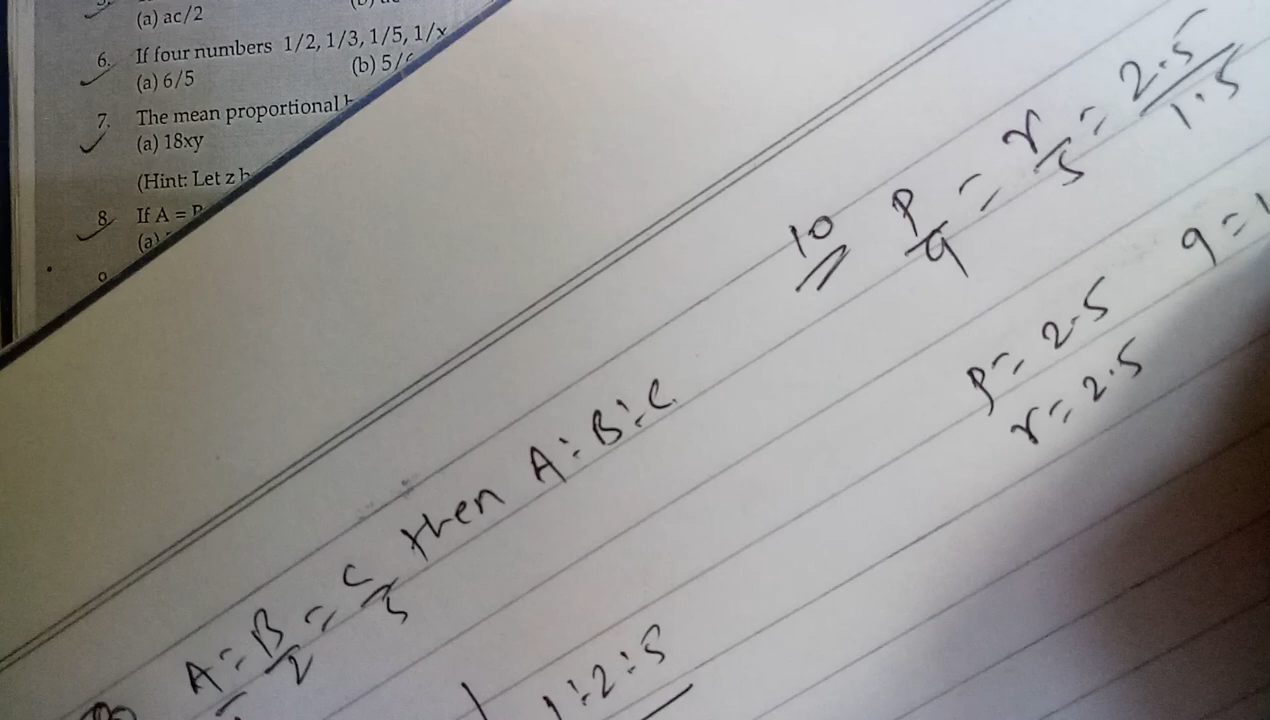 (a) ac/2
6. If four numbers 1/2, 1/3, 1/5, 1/x
(a) 6/5 (b) 5/
7. The mean proportional
(a) 18xy
(Hint: Let z
8. If A =
(a)
10 P/q = r/5 = 2.5/1.5
P = 2.5 q = 1
r = 2.5
A = B/2 = C/5 then A:B:C
1:2:5